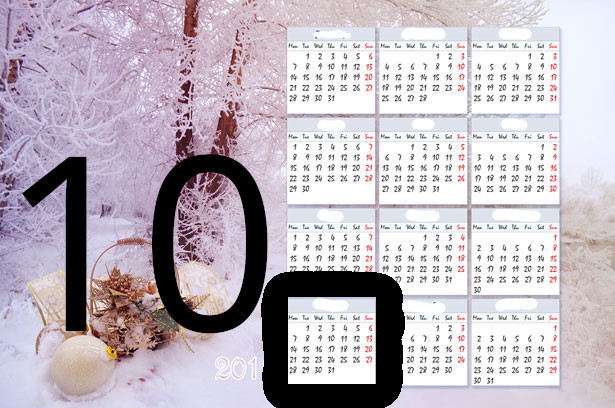 10
Mon Tue Wed Thu Fri Sat Sun
1 2 3 4 5 6
7 8 9 10 11 12 13
14 15 16 17 18 19 20
21 22 23 24 25 26 27
28 29 30 31
Mon Tue Wed Thu Fri Sat Sun
1 2 3
4 5 6 7 8 9 10
11 12 13 14 15 16 17
18 19 20 21 22 23 24
25 26 27 28
Mon Tue Wed Thu Fri Sat Sun
1 2 3
4 5 6 7 8 9 10
11 12 13 14 15 16 17
18 19 20 21 22 23 24
25 26 27 28 29 30 31
Mon Tue Wed Thu Fri Sat Sun
1 2 3 4 5 6 7
8 9 10 11 12 13 14
15 16 17 18 19 20 21
22 23 24 25 26 27 28
29 30
Mon Tue Wed Thu Fri Sat Sun
1 2 3 4 5
6 7 8 9 10 11 12
13 14 15 16 17 18 19
20 21 22 23 24 25 26
27 28 29 30 31
Mon Tue Wed Thu Fri Sat Sun
1 2
3 4 5 6 7 8 9
10 11 12 13 14 15 16
17 18 19 20 21 22 23
24 25 26 27 28 29 30
Mon Tue Wed Thu Fri Sat Sun
1 2 3 4 5 6 7
8 9 10 11 12 13 14
15 16 17 18 19 20 21
22 23 24 25 26 27 28
29 30 31
Mon Tue Wed Thu Fri Sat Sun
1 2 3 4
5 6 7 8 9 10 11
12 13 14 15 16 17 18
19 20 21 22 23 24 25
26 27 28 29 30 31
Mon Tue Wed Thu Fri Sat Sun
1
2 3 4 5 6 7 8
9 10 11 12 13 14 15
16 17 18 19 20 21 22
23 24 25 26 27 28 29
30
201
Mon Tue Wed Thu Fri Sat Sun
1 2 3 4 5 6
7 8 9 10 11 12 13
14 15 16 17 18 19 20
21 22 23 24 25 26 27
28 29 30 31
Mon Tue Wed Thu Fri Sat Sun
1 2 3
4 5 6 7 8 9 10
11 12 13 14 15 16 17
18 19 20 21 22 23 24
25 26 27 28 29 30
Mon Tue Wed Thu Fri Sat Sun
1
2 3 4 5 6 7 8
9 10 11 12 13 14 15
16 17 18 19 20 21 22
23 24 25 26 27 28 29
30 31